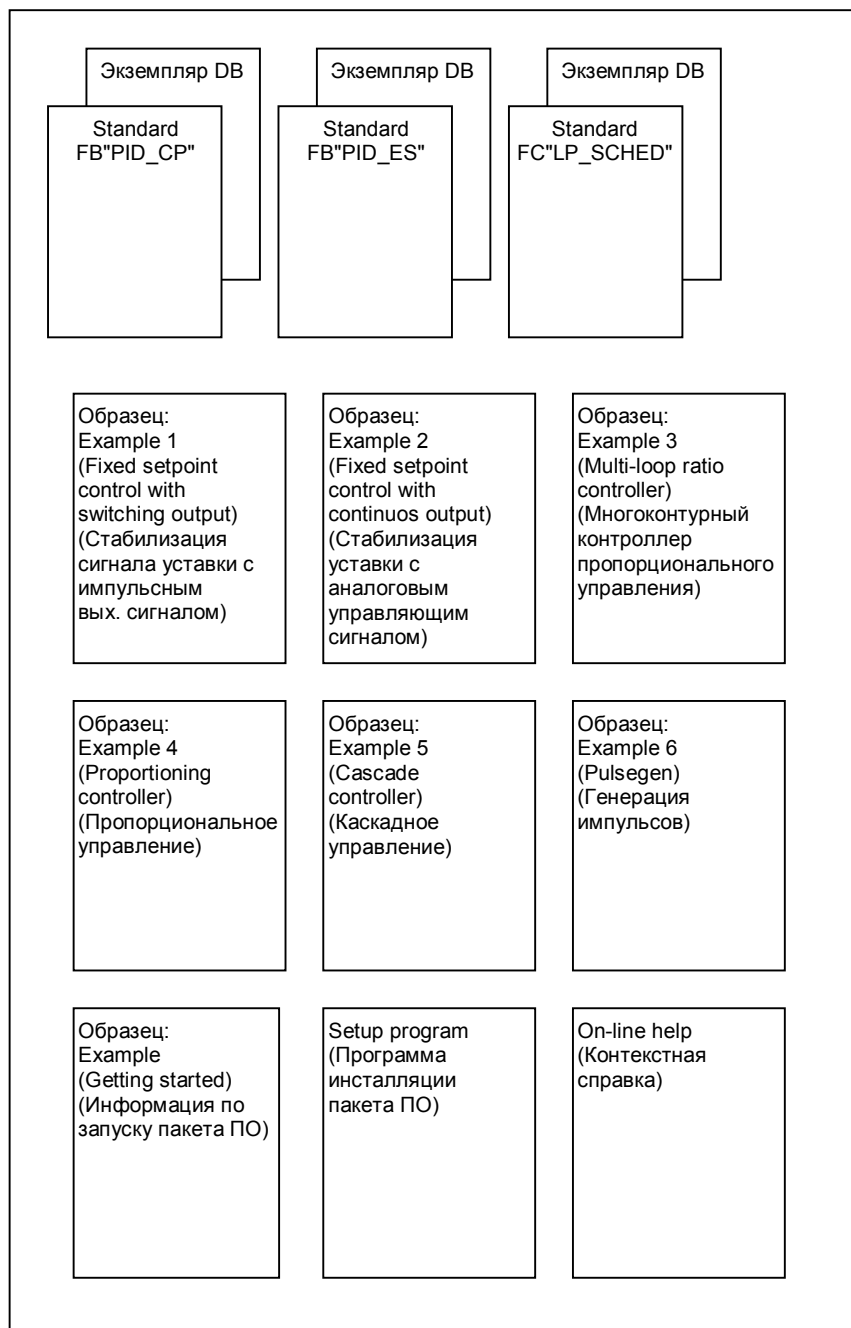 Экземпляр DB
Standard
FB"PID_CP"
Экземпляр DB
Standard
FB"PID_ES"
Экземпляр DB
Standard
FC"LP_SCHED"
Образец:
Example 1
(Fixed setpoint
control with
switching output)
(Стабилизация
сигнала уставки с
импульсным
вых. сигналом)
Образец:
Example 2
(Fixed setpoint
control with
continuos output)
(Стабилизация
уставки с
аналоговым
управляющим
сигналом)
Образец:
Example 3
(Multi-loop ratio
controller)
(Многоконтурный
контроллер
пропорционального
управления)
Образец:
Example 4
(Proportioning
controller)
(Пропорциональное
управление)
Образец:
Example 5
(Cascade
controller)
(Каскадное
управление)
Образец:
Example 6
(Pulsegen)
(Генерация
импульсов)
Образец:
Example
(Getting started)
(Информация по
запуску пакета ПО)
Setup program
(Программа
инсталляции
пакета ПО)
On-line help
(Контекстная
справка)